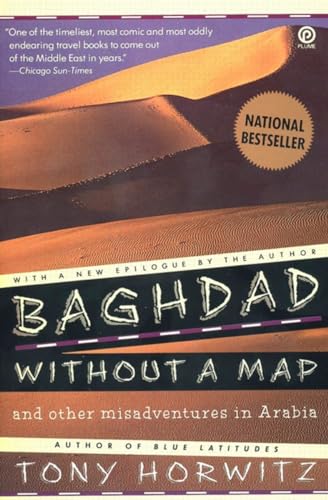 "One of the timeliest, most comic and most oddly
endearing travel books to come out
of the Middle East in years."
—Chicago Sun-Times
PLUME
NATIONAL
BESTSELLER
WITH A NEW EPILOGUE BY THE AUTHOR
BAGHDAD
WITHOUT A MAP
and other misadventures in Arabia
AUTHOR OF BLUE LATITUDES
TONY HORWITZ